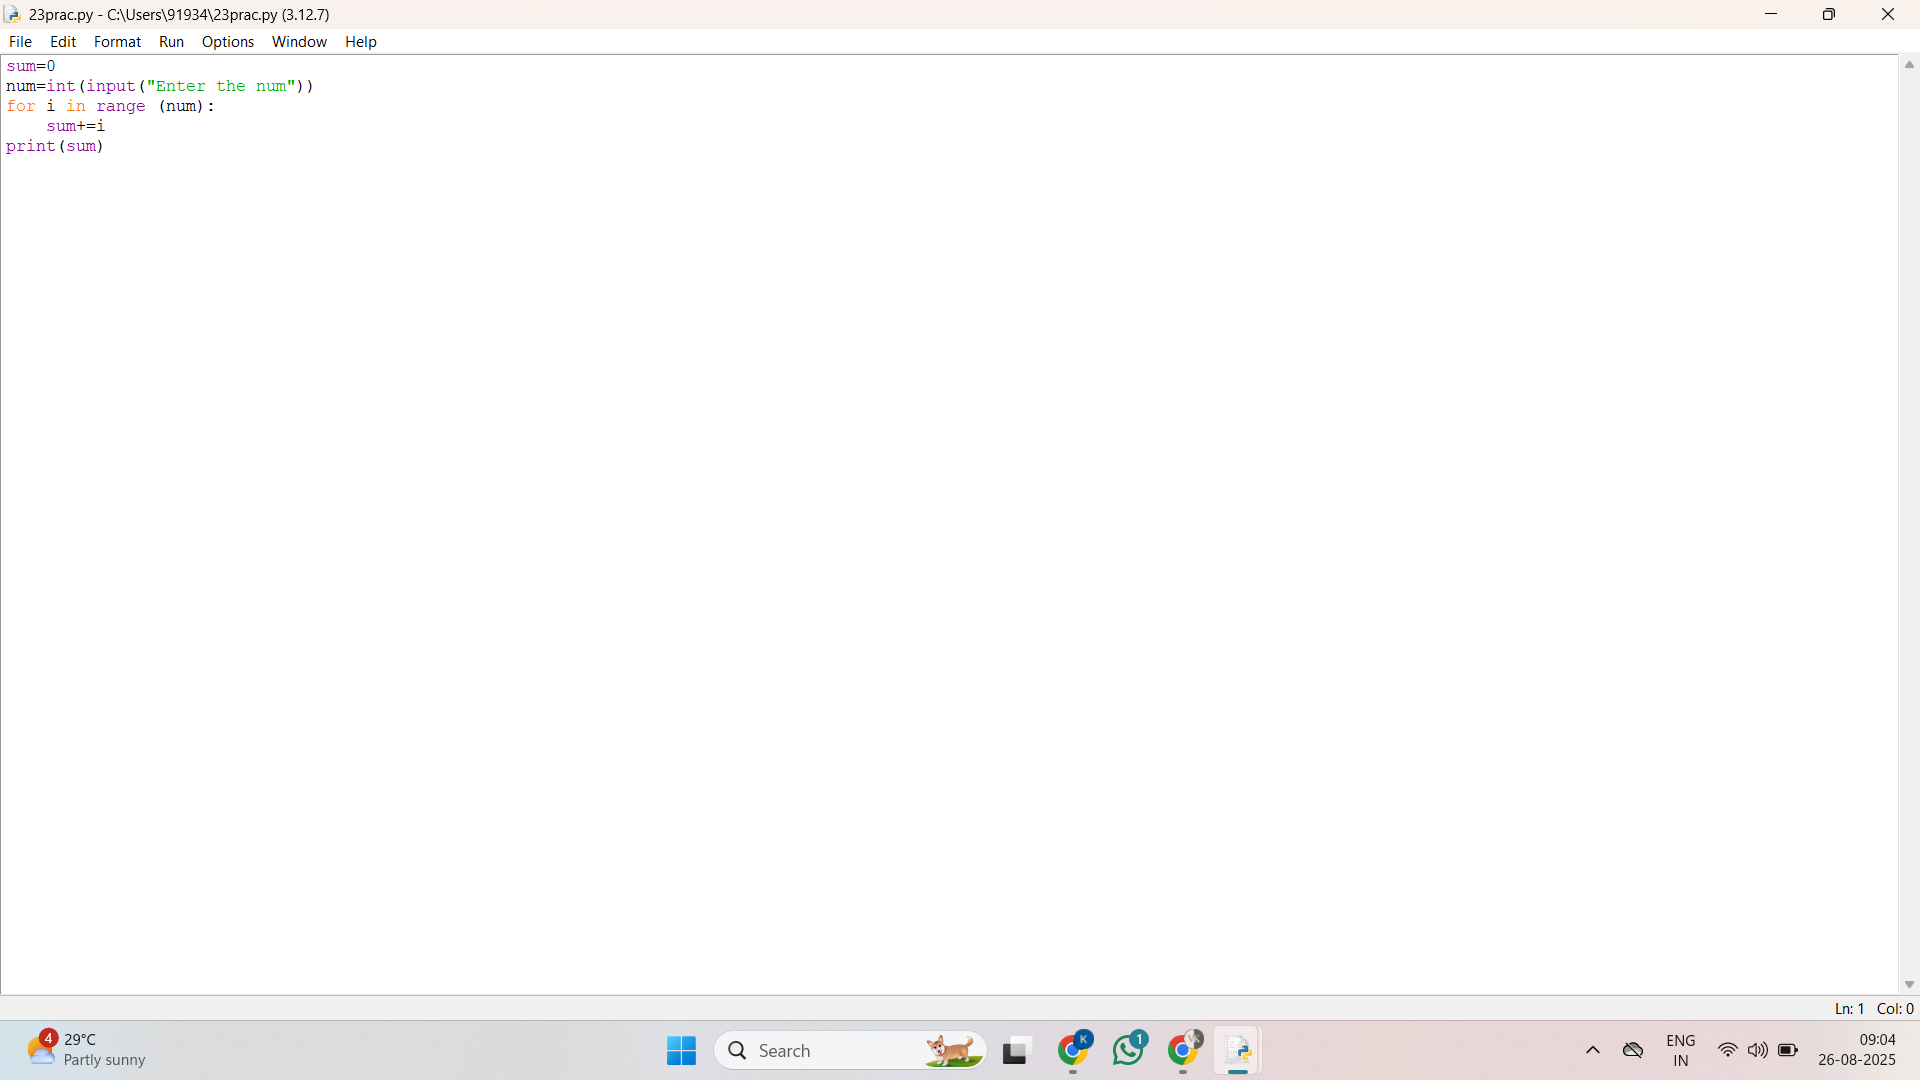 23prac.py - C:\Users\91934\23prac.py (3.12.7)
File Edit Format Run Options Window Help
sum=0
num=int(input("Enter the num"))
for i in range (num):
    sum+=i
print(sum)
Ln: 1 Col: 0
4
29°C
Partly sunny
Search
K
1
VK
ENG
IN
09:04
26-08-2025